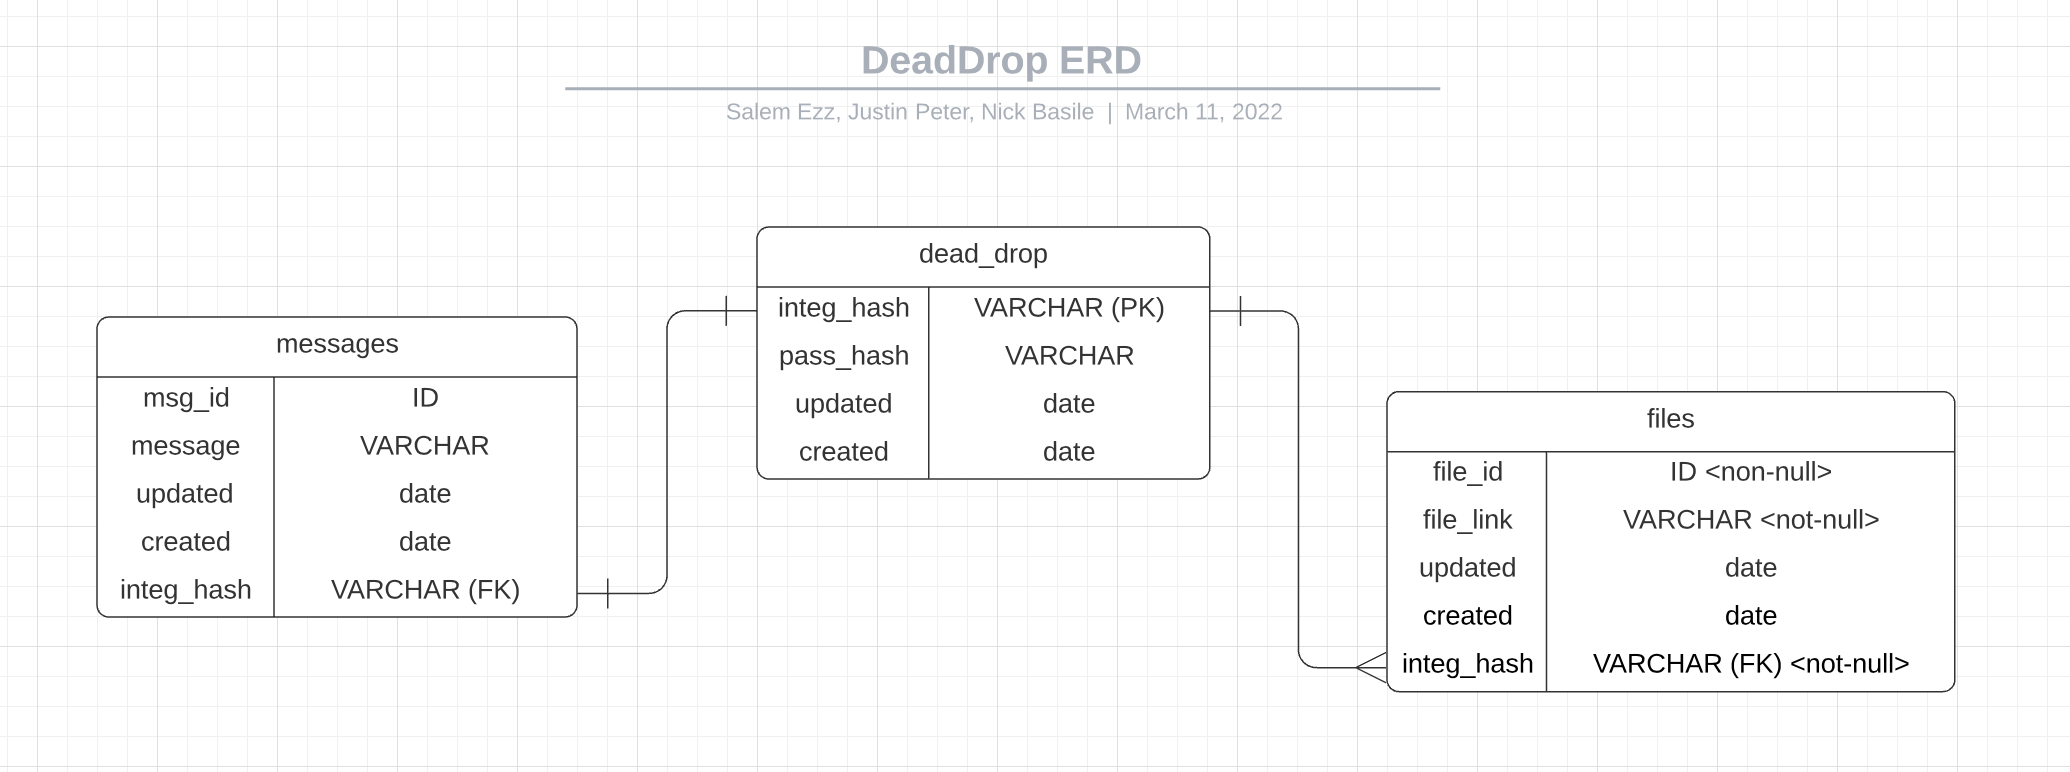 DeadDrop ERD
Salem Ezz, Justin Peter, Nick Basile | March 11, 2022
messages
msg_id ID
message VARCHAR
updated date
created date
integ_hash VARCHAR (FK)
dead_drop
integ_hash VARCHAR (PK)
pass_hash VARCHAR
updated date
created date
files
file_id ID <non-null>
file_link VARCHAR <not-null>
updated date
created date
integ_hash VARCHAR (FK) <not-null>